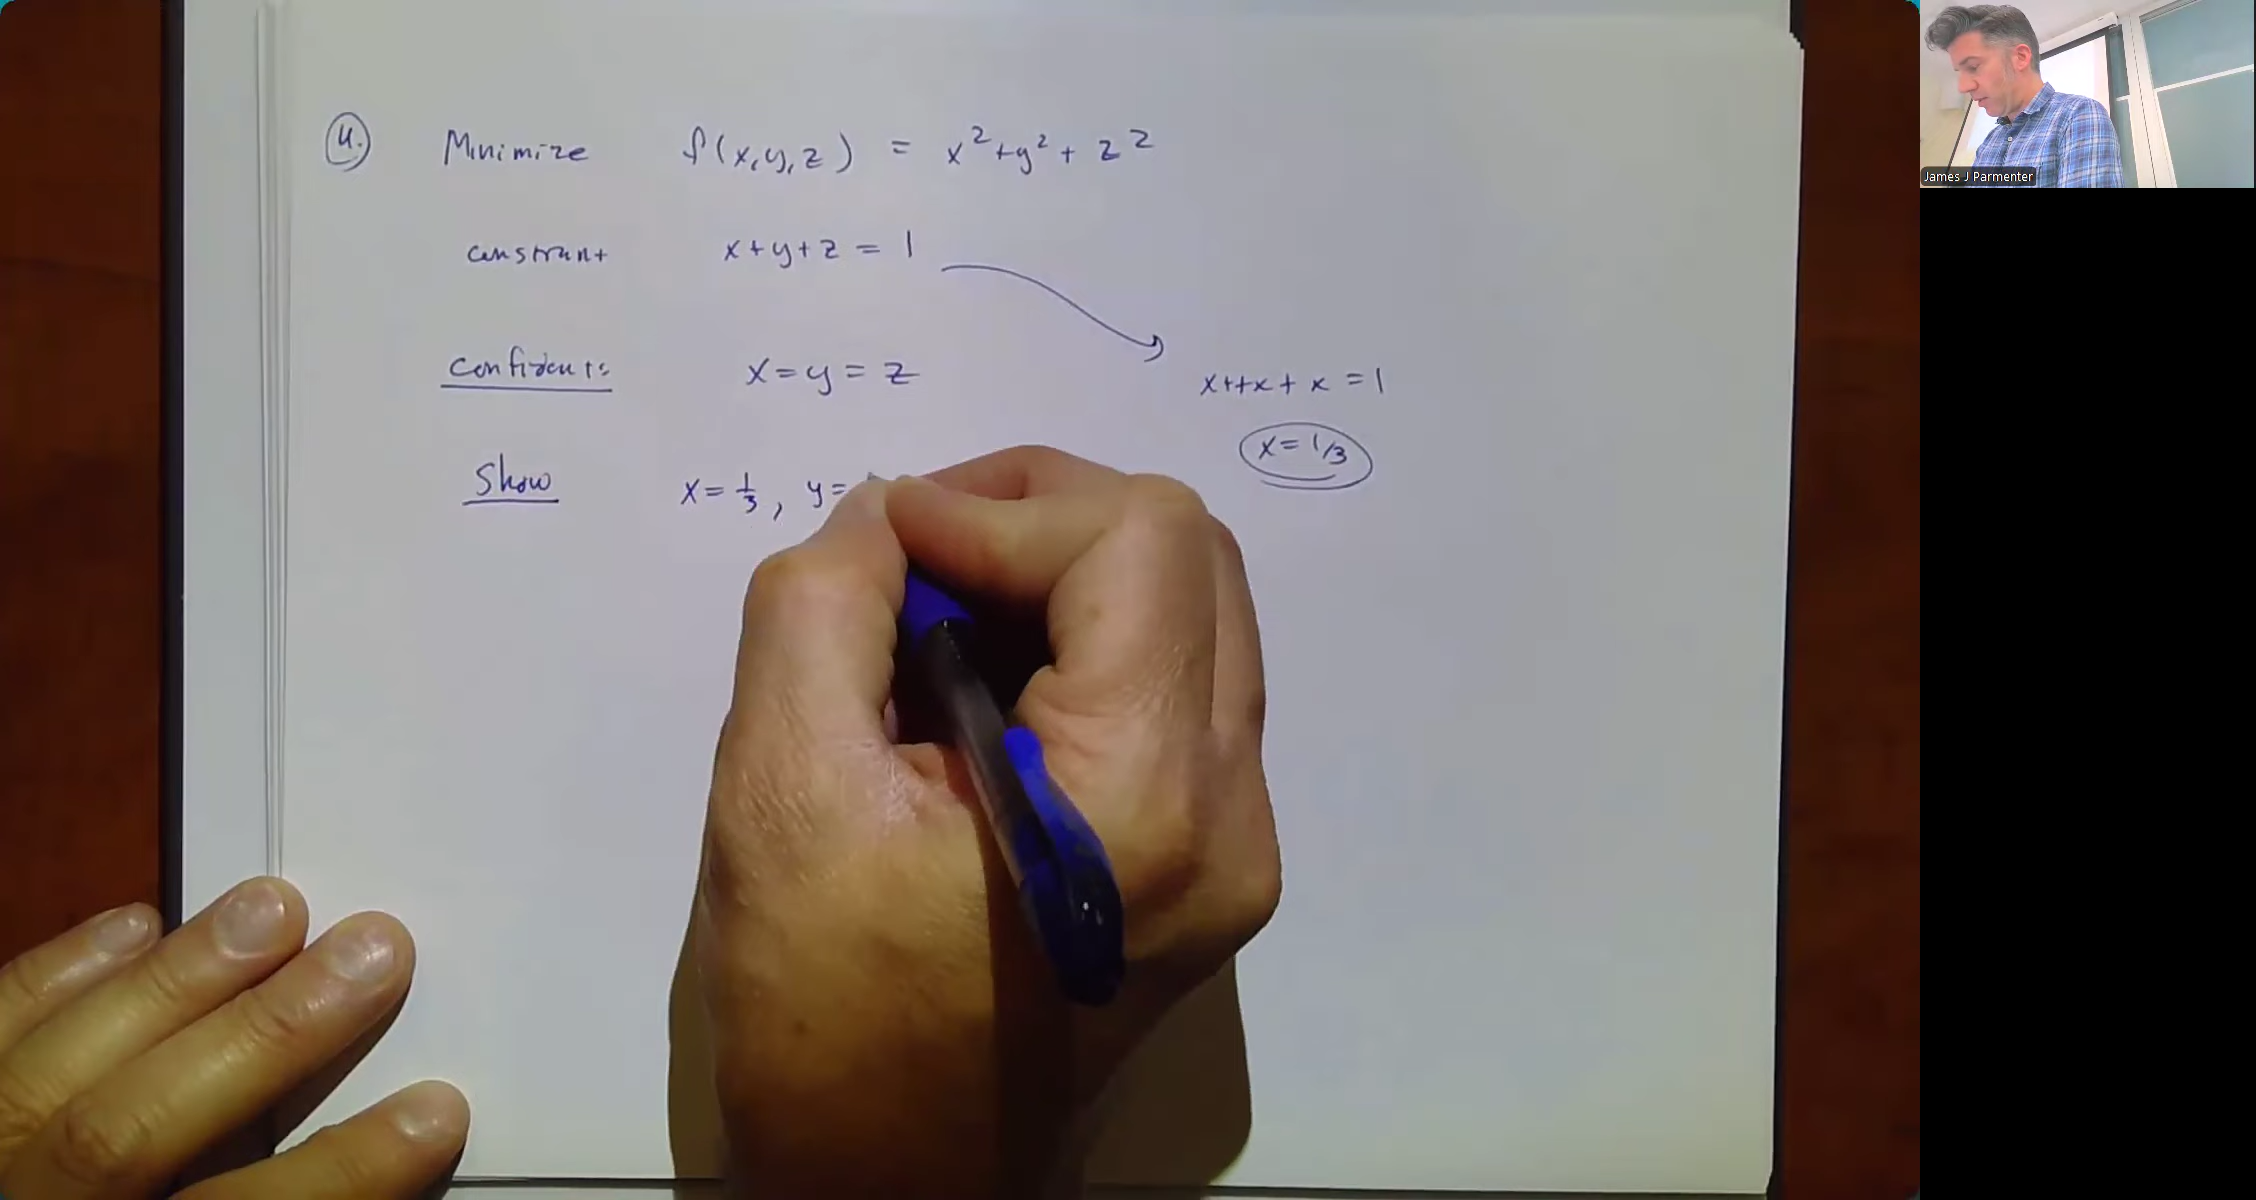 4. Minimize f(x,y,z) = x²+y²+z²
constraint x+y+z = 1
Confident: x=y=z
x++x+x=1
x=1/3
Show x=1/3, y=
James J Parmenter